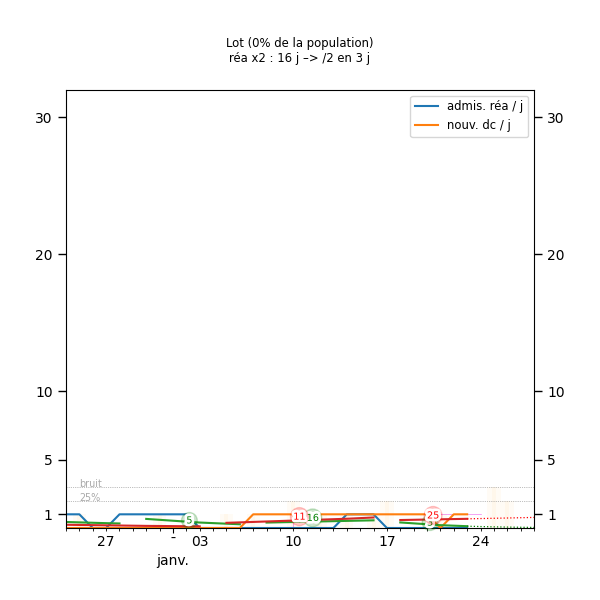 Lot (0% de la population)
réa x2 : 16 j –> /2 en 3 j
admis. réa / j
nouv. dc / j
30 30
20 20
10 10
5 5
bruit
25%
1 5 11 16 25 1
27 - 03 10 17 24
janv.